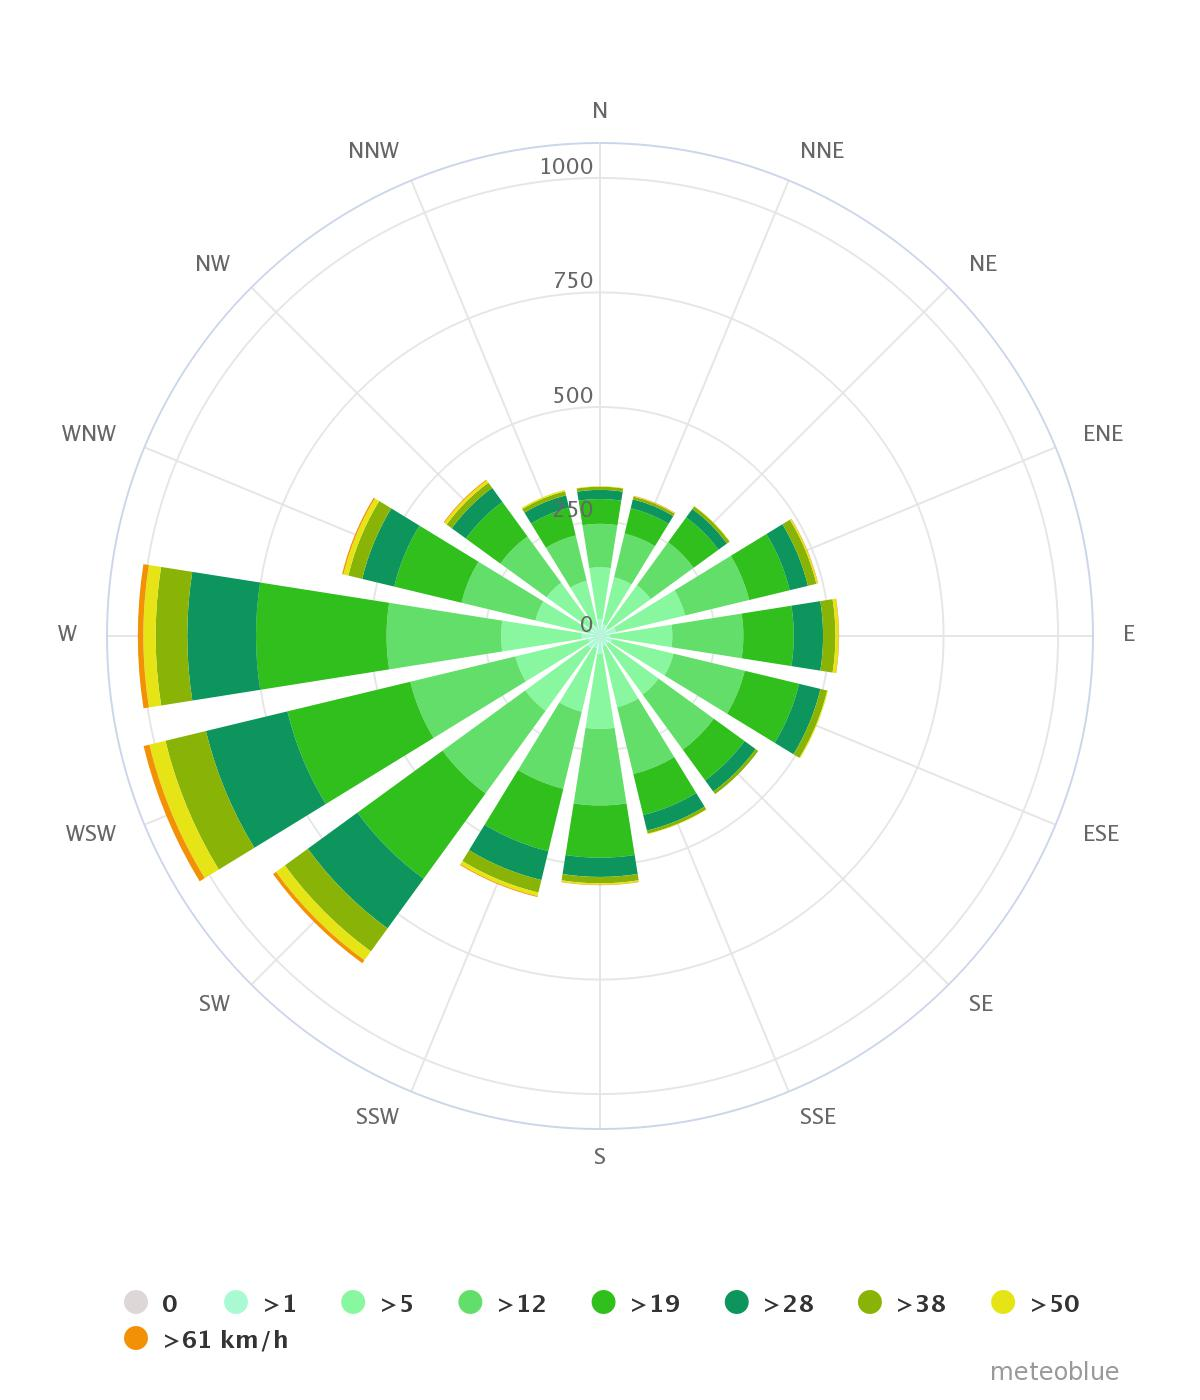 N
NNW
NNE
1000
NW
NE
750
500
WNW
ENE
250
0
W
E
WSW
ESE
SW
SE
SSW
SSE
S
0 >1 >5 >12 >19 >28 >38 >50
>61 km/h
meteoblue